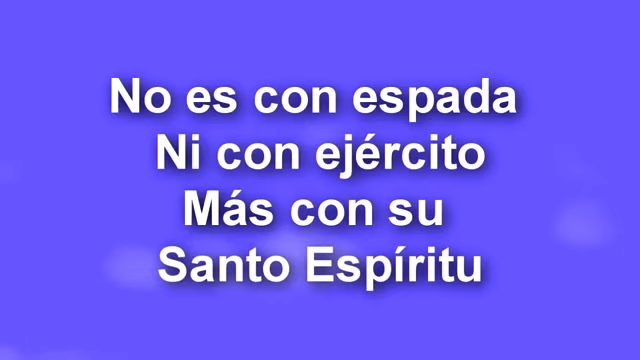 No es con espada
Ni con ejército
Más con su
Santo Espíritu